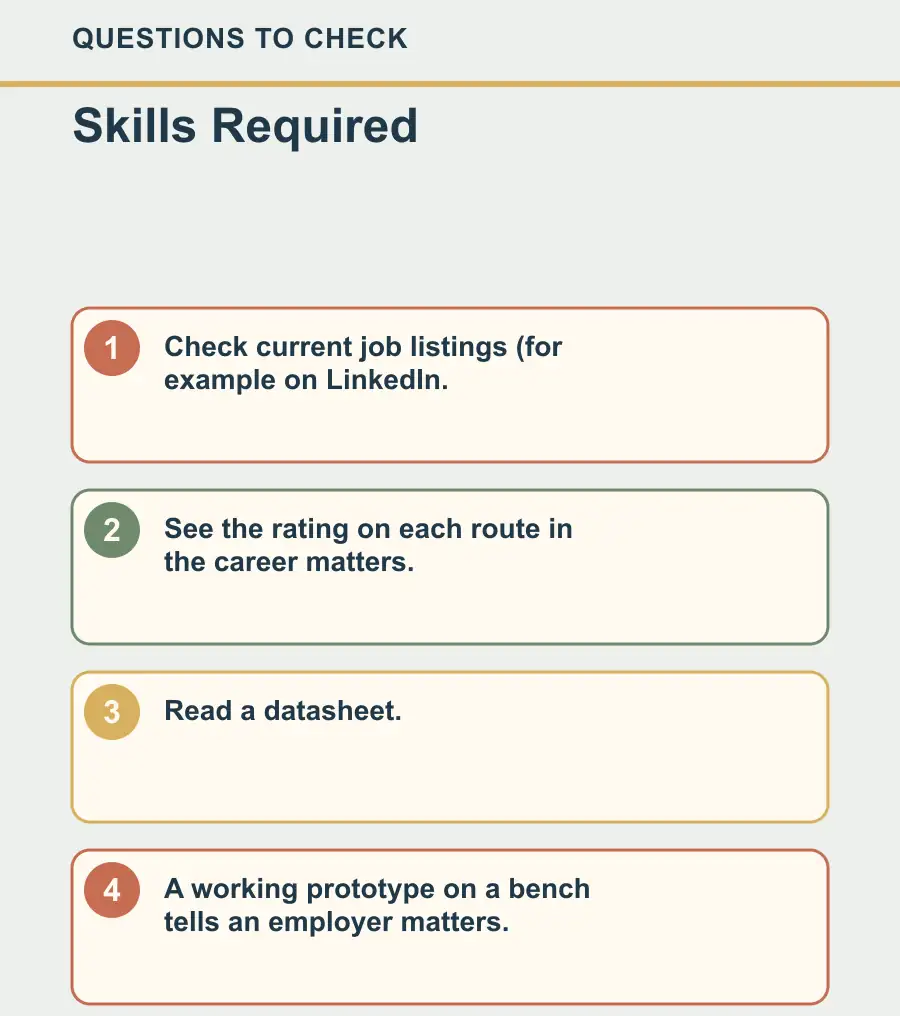 QUESTIONS TO CHECK
Skills Required
1
Check current job listings (for
example on LinkedIn.
2
See the rating on each route in
the career matters.
3
Read a datasheet.
4
A working prototype on a bench
tells an employer matters.